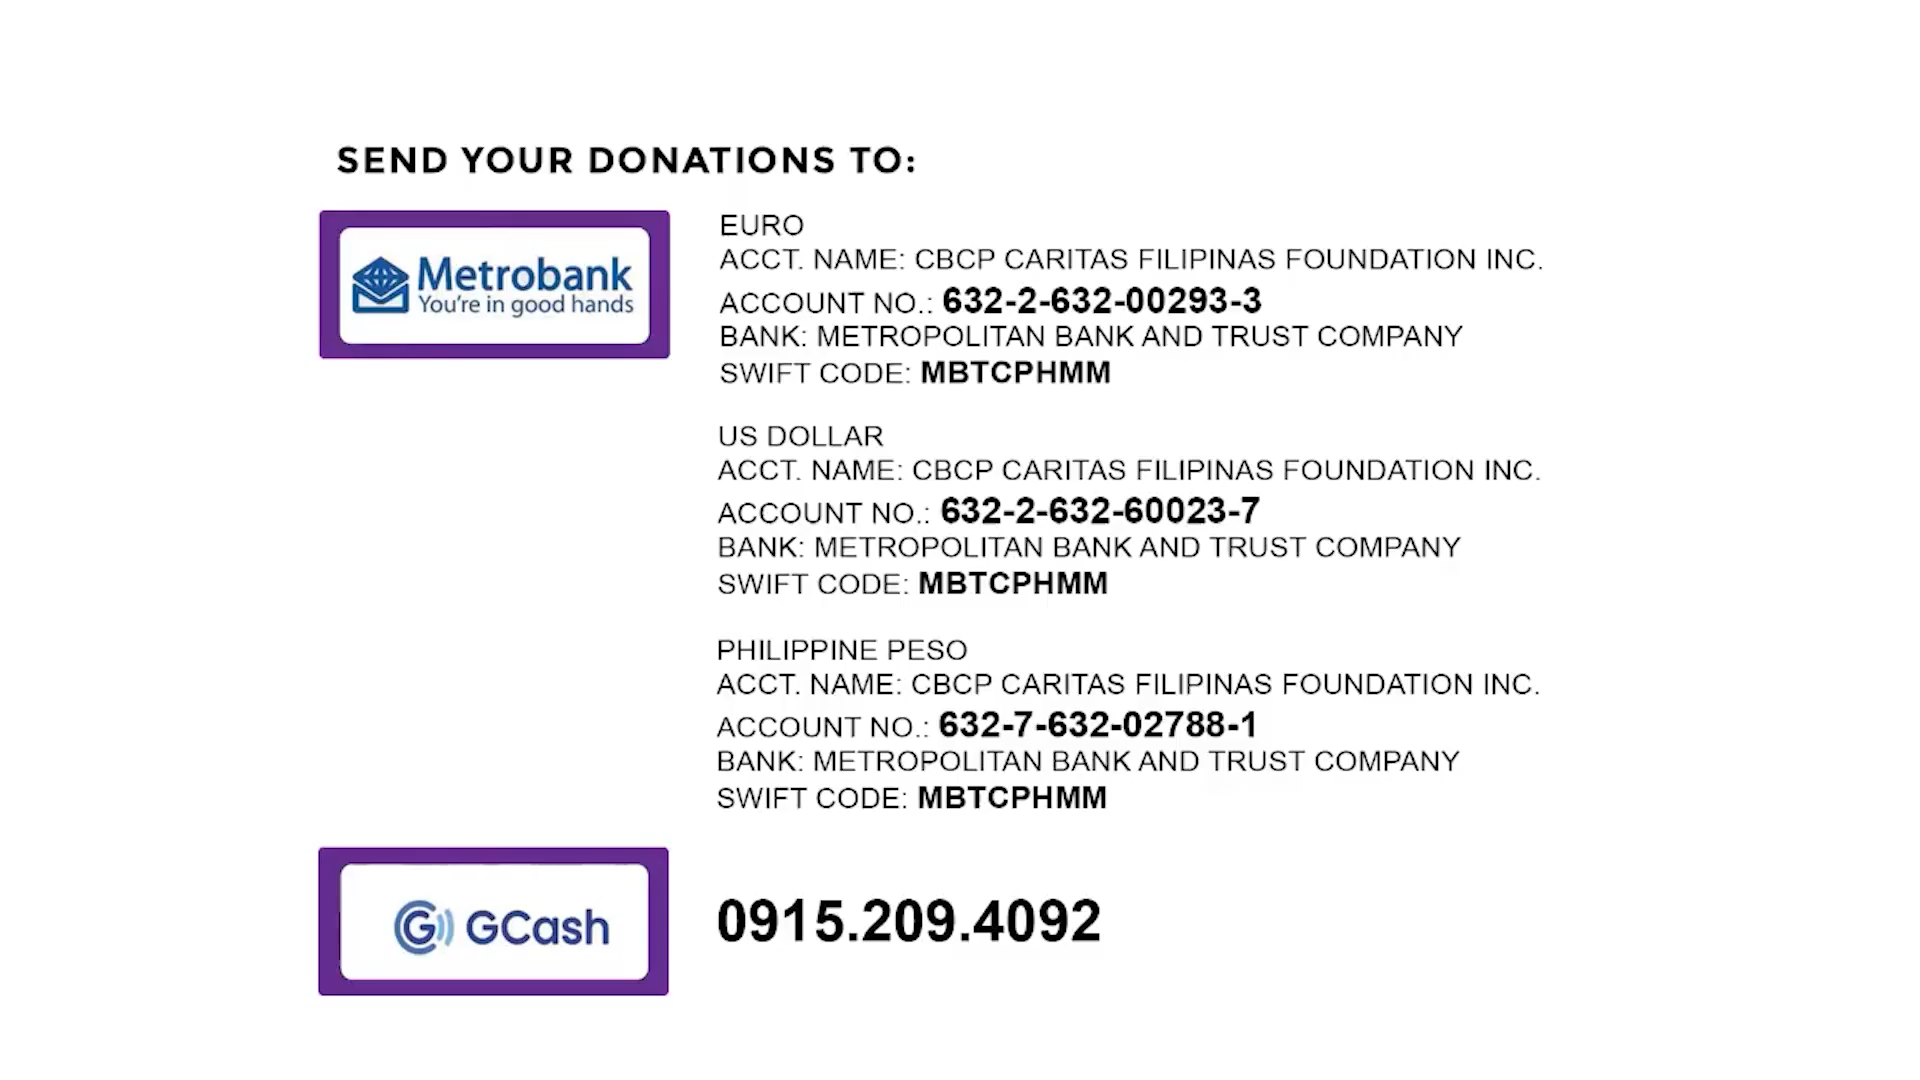 SEND YOUR DONATIONS TO:
Metrobank
You're in good hands
EURO
ACCT. NAME: CBCP CARITAS FILIPINAS FOUNDATION INC.
ACCOUNT NO.: 632-2-632-00293-3
BANK: METROPOLITAN BANK AND TRUST COMPANY
SWIFT CODE: MBTCPHMM
US DOLLAR
ACCT. NAME: CBCP CARITAS FILIPINAS FOUNDATION INC.
ACCOUNT NO.: 632-2-632-60023-7
BANK: METROPOLITAN BANK AND TRUST COMPANY
SWIFT CODE: MBTCPHMM
PHILIPPINE PESO
ACCT. NAME: CBCP CARITAS FILIPINAS FOUNDATION INC.
ACCOUNT NO.: 632-7-632-02788-1
BANK: METROPOLITAN BANK AND TRUST COMPANY
SWIFT CODE: MBTCPHMM
G GCash
0915.209.4092